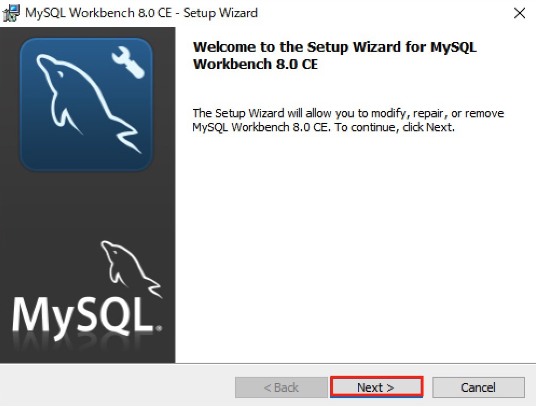 MySQL Workbench 8.0 CE - Setup Wizard
Welcome to the Setup Wizard for MySQL
Workbench 8.0 CE
The Setup Wizard will allow you to modify, repair, or remove
MySQL Workbench 8.0 CE. To continue, click Next.
MySQL.
< Back
Next >
Cancel